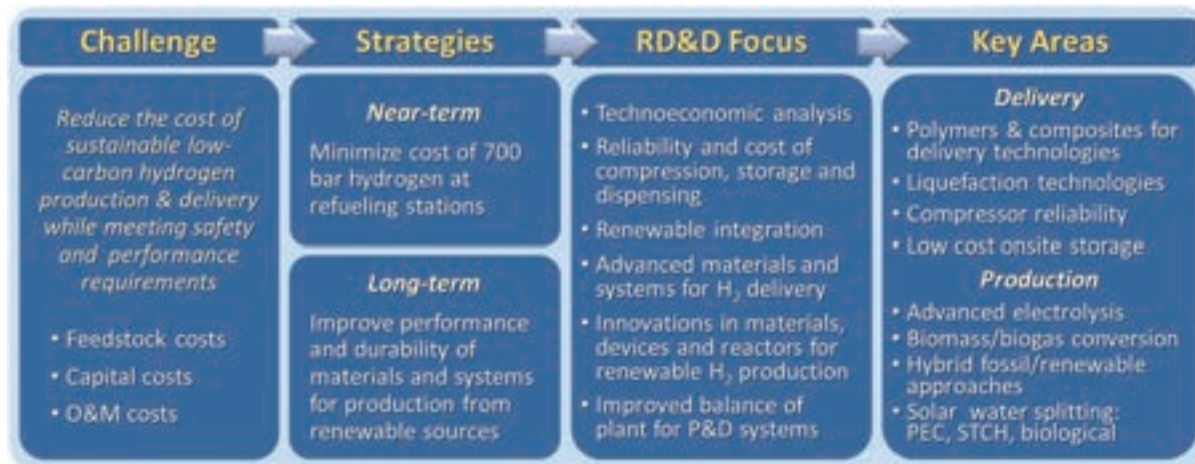 Challenge
Strategies
RD&D Focus
Key Areas
Reduce the cost of
sustainable low-
carbon hydrogen
production & delivery
while meeting safety
and performance
requirements
• Feedstock costs
• Capital costs
• O&M costs
Near-term
Minimize cost of 700
bar hydrogen at
refueling stations
Long-term
Improve performance
and durability of
materials and systems
for production from
renewable sources
• Technoeconomic analysis
• Reliability and cost of
compression, storage and
dispensing
• Renewable integration
• Advanced materials and
systems for H₂ delivery
• Innovations in materials,
devices and reactors for
renewable H₂ production
• Improved balance of
plant for P&D systems
Delivery
• Polymers & composites for
delivery technologies
• Liquefaction technologies
• Compressor reliability
• Low cost onsite storage
Production
• Advanced electrolysis
• Biomass/biogas conversion
• Hybrid fossil/renewable
approaches
• Solar water splitting:
PEC, STCH, biological